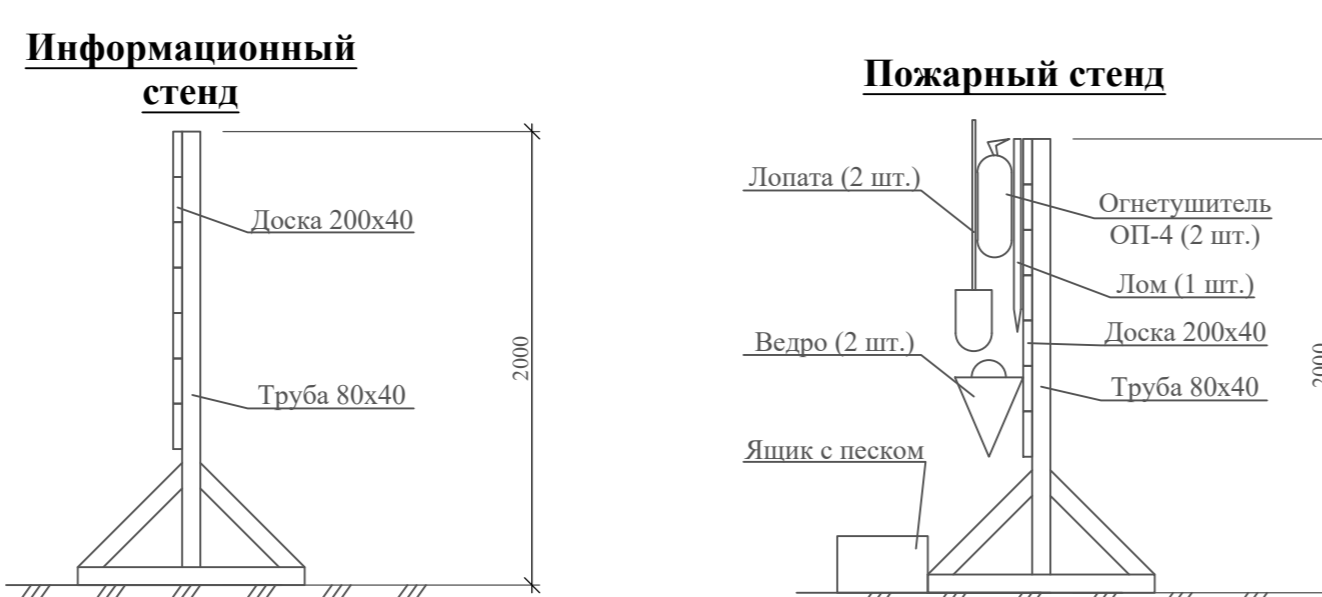 Информационный
стенд
Доска 200х40
Труба 80х40
2000
Пожарный стенд
Лопата (2 шт.)
Огнетушитель
ОП-4 (2 шт.)
Лом (1 шт.)
Доска 200х40
Ведро (2 шт.)
Труба 80х40
Ящик с песком
2000